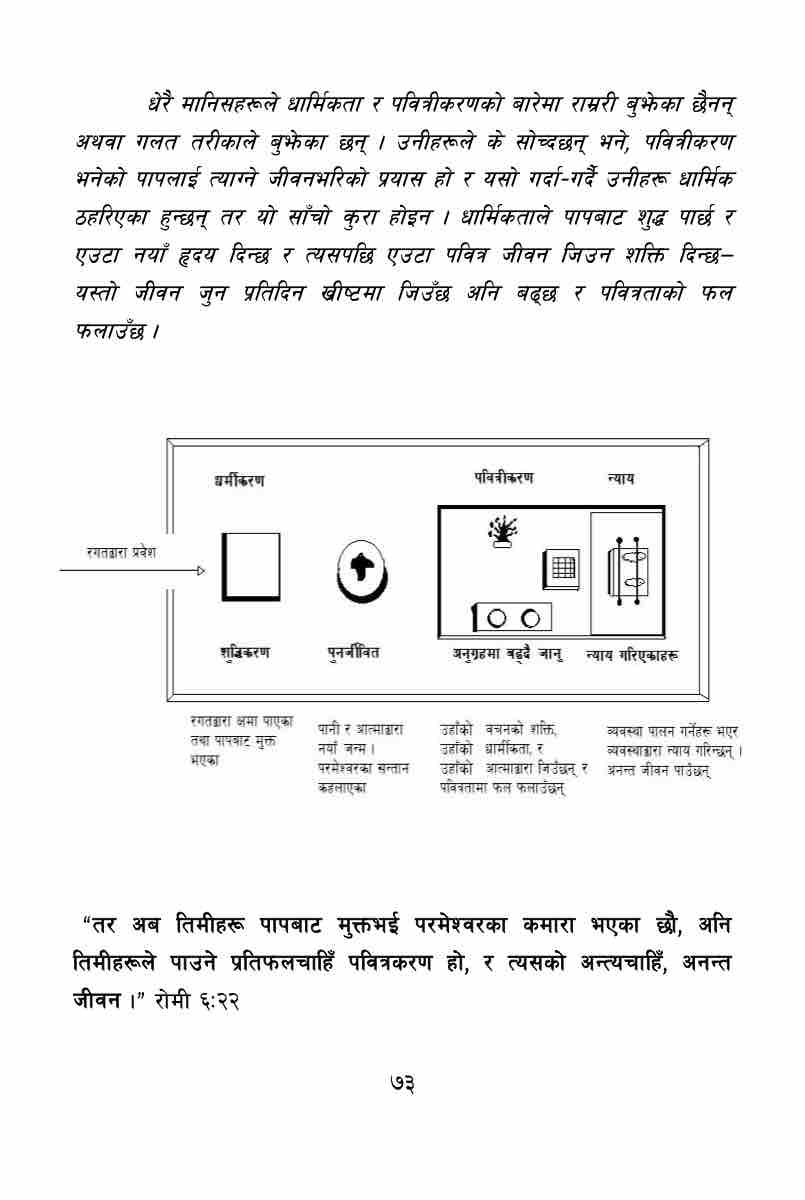 धेरै मानिसहरूले धार्मिकता र पवित्रीकरणको बारेमा राम्ररी बुझेका छैनन्
अथवा गलत तरीकाले बुझेका छन् । उनीहरूले के सोच्दछन् भने, पवित्रीकरण
भनेको पापलाई त्याग्ने जीवनभरिको प्रयास हो र यसो गर्दा-गर्दै उनीहरू धार्मिक
ठहरिएका हुन्छन् तर यो साँचो कुरा होइन । धार्मिकताले पापबाट शुद्ध पार्छ र
एउटा नयाँ हृदय दिन्छ र त्यसपछि एउटा पवित्र जीवन जिउन शक्ति दिन्छ–
यस्तो जीवन जुन प्रतिदिन ख्रीष्टमा जिउँछ अनि बढ्छ र पवित्रताको फल
फलाउँछ ।
धर्मीकरण
पवित्रीकरण
न्याय
रगतद्वारा प्रवेश
शुद्धिकरण
पुनर्जीवित
अनुग्रहमा बढ्दै जानु
न्याय गरिएकाहरू
रगतद्वारा क्षमा पाएका
तथा पापबाट मुक्त
भएका
पानी र आत्माद्वारा
नयाँ जन्म ।
परमेश्वरका सन्तान
कहलाएका
उहाँको वचनको शक्ति,
उहाँको धार्मीकता, र
उहाँको आत्माद्वारा जिउँछन् र
पवित्रतामा फल फलाउँछन्
व्यवस्था पालन गर्नेहरू भएर
व्यवस्थाद्वारा न्याय गरिन्छन् ।
अनन्त जीवन पाउँछन्
“तर अब तिमीहरू पापबाट मुक्तभई परमेश्वरका कमारा भएका छौ, अनि
तिमीहरूले पाउने प्रतिफलचाहिँ पवित्रकरण हो, र त्यसको अन्त्यचाहिँ, अनन्त
जीवन ।” रोमी ६:२२
७३